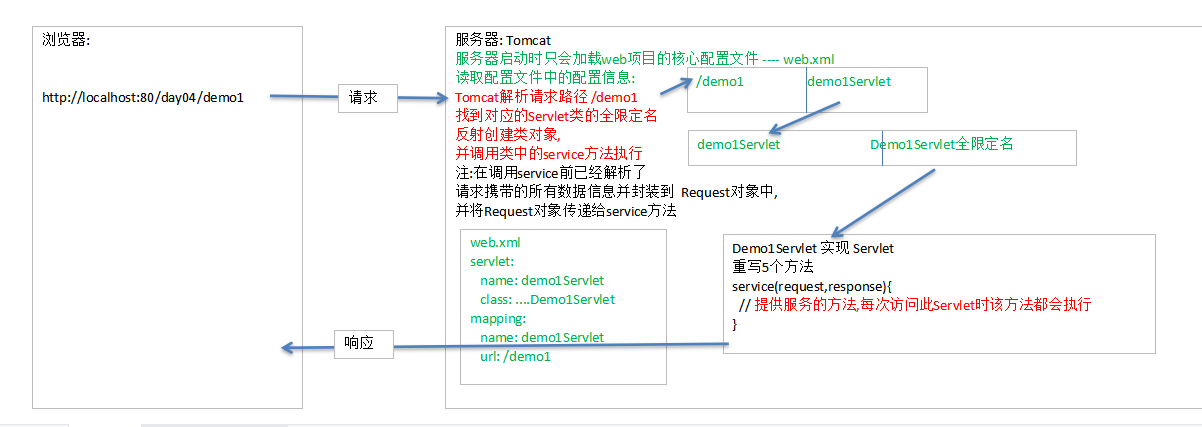 浏览器:
http://localhost:80/day04/demo1
请求
服务器: Tomcat
服务器启动时只会加载web项目的核心配置文件 ---- web.xml
读取配置文件中的配置信息:
Tomcat解析请求路径 /demo1
找到对应的Servlet类的全限定名
反射创建类对象,
并调用类中的service方法执行
注:在调用service前已经解析了
请求携带的所有数据信息并封装到 Request对象中,
并将Request对象传递给service方法
/demo1 demo1Servlet
demo1Servlet Demo1Servlet全限定名
web.xml
servlet:
name: demo1Servlet
class: ....Demo1Servlet
mapping:
name: demo1Servlet
url: /demo1
Demo1Servlet 实现 Servlet
重写5个方法
service(request,response){
// 提供服务的方法,每次访问此Servlet时该方法都会执行
}
响应